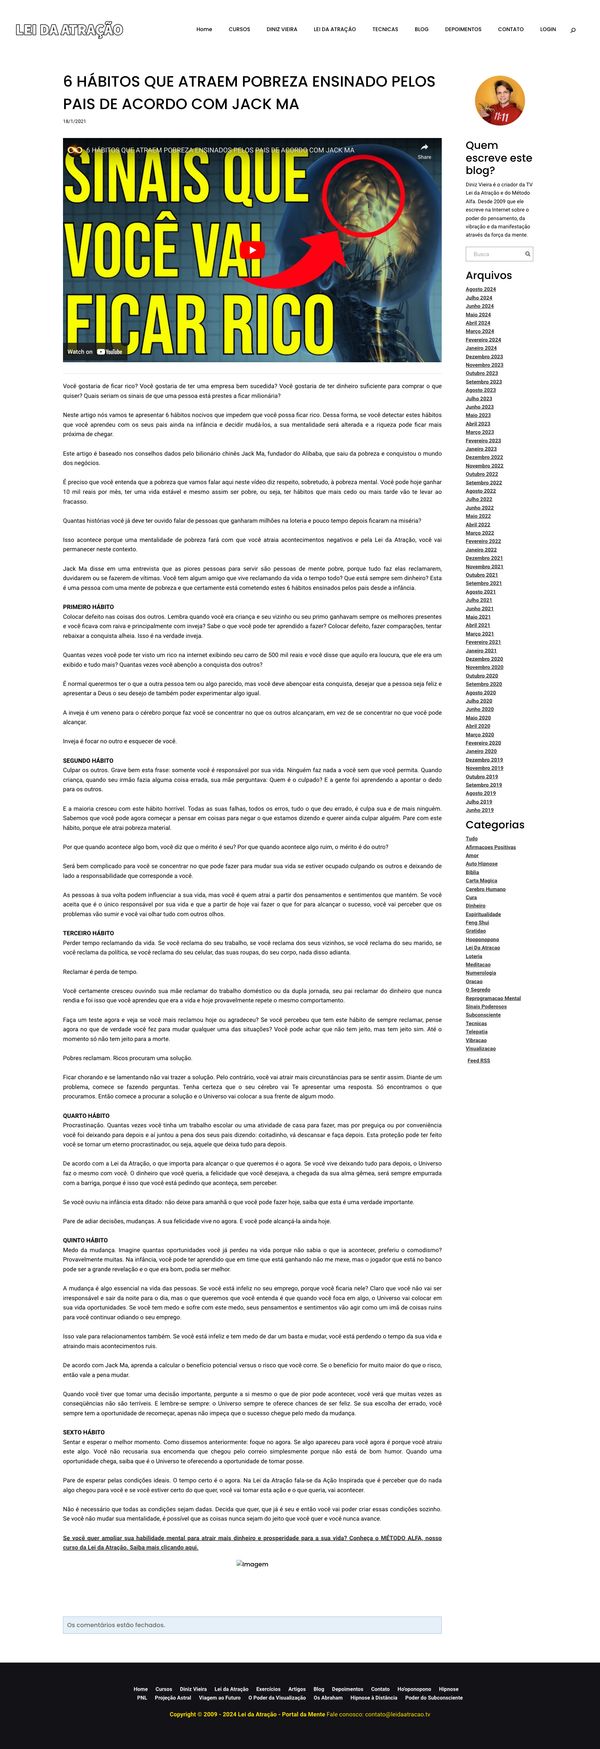 LEI DA ATRAÇÃO
Home CURSOS DINIZ VIEIRA LEI DA ATRAÇÃO TECNICAS BLOG DEPOIMENTOS CONTATO LOGIN
6 HÁBITOS QUE ATRAEM POBREZA ENSINADO PELOS
PAIS DE ACORDO COM JACK MA
18/1/2021
6 HÁBITOS QUE ATRAEM POBREZA ENSINADOS PELOS PAIS DE ACORDO COM JACK MA
Share
SINAIS QUE
VOCÊ VAI
FICAR RICO
Watch on YouTube
Você gostaria de ficar rico? Você gostaria de ter uma empresa bem sucedida? Você gostaria de ter dinheiro suficiente para comprar o que
quiser? Quais seriam os sinais de que uma pessoa está prestes a ficar milionária?
Neste artigo nós vamos te apresentar 6 hábitos nocivos que impedem que você possa ficar rico. Dessa forma, se você detectar estes hábitos
que você aprendeu com os seus pais ainda na infância e decidir mudá-los, a sua mentalidade será alterada e a riqueza pode ficar mais
próxima de chegar.
Este artigo é baseado nos conselhos dados pelo bilionário chinês Jack Ma, fundador do Alibaba, que saiu da pobreza e conquistou o mundo
dos negócios.
É preciso que você entenda que a pobreza que vamos falar aqui neste vídeo diz respeito, sobretudo, à pobreza mental. Você pode hoje ganhar
10 mil reais por mês, ter uma vida estável e mesmo assim ser pobre, ou seja, ter hábitos que mais cedo ou mais tarde vão te levar ao
fracasso.
Quantas histórias você já deve ter ouvido falar de pessoas que ganharam milhões na loteria e pouco tempo depois ficaram na miséria?
Isso acontece porque uma mentalidade de pobreza fará com que você atraia acontecimentos negativos e pela Lei da Atração, você vai
permanecer neste contexto.
Jack Ma disse em uma entrevista que as piores pessoas para servir são pessoas de mente pobre, porque tudo faz elas reclamarem,
duvidarem ou se fazerem de vítimas. Você tem algum amigo que vive reclamando da vida o tempo todo? Que está sempre sem dinheiro? Esta
é uma pessoa com uma mente de pobreza e que certamente está cometendo estes 6 hábitos ensinados pelos pais desde a infância.
PRIMEIRO HÁBITO
Colocar defeito nas coisas dos outros. Lembra quando você era criança e seu vizinho ou seu primo ganhavam sempre os melhores presentes
e você ficava com raiva e principalmente com inveja? Sabe o que você pode ter aprendido a fazer? Colocar defeito, fazer comparações, tentar
rebaixar a conquista alheia. Isso é na verdade inveja.
Quantas vezes você pode ter visto um rico na internet exibindo seu carro de 500 mil reais e você disse que aquilo era loucura, que ele era um
exibido e tudo mais? Quantas vezes você abençôo a conquista dos outros?
É normal querermos ter o que a outra pessoa tem ou algo parecido, mas você deve abençoar esta conquista, desejar que a pessoa seja feliz e
apresentar a Deus o seu desejo de também poder experimentar algo igual.
A inveja é um veneno para o cérebro porque faz você se concentrar no que os outros alcançaram, em vez de se concentrar no que você pode
alcançar.
Inveja é focar no outro e esquecer de você.
SEGUNDO HÁBITO
Culpar os outros. Grave bem esta frase: somente você é responsável por sua vida. Ninguém faz nada a você sem que você permita. Quando
criança, quando seu irmão fazia alguma coisa errada, sua mãe perguntava: Quem é o culpado? E a gente foi aprendendo a apontar o dedo
para os outros.
E a maioria cresceu com este hábito horrível. Todas as suas falhas, todos os erros, tudo o que deu errado, é culpa sua e de mais ninguém.
Sabemos que você pode agora começar a pensar em coisas para negar o que estamos dizendo e querer ainda culpar alguém. Pare com este
hábito, porque ele atrai pobreza material.
Por que quando acontece algo bom, você diz que o mérito é seu? Por que quando acontece algo ruim, o mérito é do outro?
Será bem complicado para você se concentrar no que pode fazer para mudar sua vida se estiver ocupado culpando os outros e deixando de
lado a responsabilidade que corresponde a você.
As pessoas à sua volta podem influenciar a sua vida, mas você é quem atrai a partir dos pensamentos e sentimentos que mantém. Se você
aceita que é o único responsável por sua vida e que a partir de hoje vai fazer o que for para alcançar o sucesso, você vai perceber que os
problemas vão sumir e você vai olhar tudo com outros olhos.
TERCEIRO HÁBITO
Perder tempo reclamando da vida. Se você reclama do seu trabalho, se você reclama dos seus vizinhos, se você reclama do seu marido, se
você reclama da política, se você reclama do seu celular, das suas roupas, do seu corpo, nada disso adianta.
Reclamar é perda de tempo.
Você certamente cresceu ouvindo sua mãe reclamar do trabalho doméstico ou da dupla jornada, seu pai reclamar do dinheiro que nunca
rendia e foi isso que você aprendeu que era a vida e hoje provavelmente repete o mesmo comportamento.
Faça um teste agora e veja se você mais reclamou hoje ou agradeceu? Se você percebeu que tem este hábito de sempre reclamar, pense
agora no que de verdade você fez para mudar qualquer uma das situações? Você pode achar que não tem jeito, mas tem jeito sim. Até o
momento só não tem jeito para a morte.
Pobres reclamam. Ricos procuram uma solução.
Ficar chorando e se lamentando não vai trazer a solução. Pelo contrário, você vai atrair mais circunstâncias para se sentir assim. Diante de um
problema, comece se fazendo perguntas. Tenha certeza que o seu cérebro vai Te apresentar uma resposta. Só encontramos o que
procuramos. Então comece a procurar a solução e o Universo vai colocar a sua frente de algum modo.
QUARTO HÁBITO
Procrastinação. Quantas vezes você tinha um trabalho escolar ou uma atividade de casa para fazer, mas por preguiça ou por conveniência
você foi deixando para depois e aí juntou a pena dos seus pais dizendo: coitadinho, vá descansar e faça depois. Esta proteção pode ter feito
você se tornar um eterno procrastinador, ou seja, aquele que deixa tudo para depois.
De acordo com a Lei da Atração, o que importa para alcançar o que queremos é o agora. Se você vive deixando tudo para depois, o Universo
faz o mesmo com você. O dinheiro que você queria, a felicidade que você desejava, a chegada da sua alma gêmea, será sempre empurrada
com a barriga, porque é isso que você está pedindo que aconteça, sem perceber.
Se você ouviu na infância esta ditado: não deixe para amanhã o que você pode fazer hoje, saiba que esta é uma verdade importante.
Pare de adiar decisões, mudanças. A sua felicidade vive no agora. E você pode alcançá-la ainda hoje.
QUINTO HÁBITO
Medo da mudança. Imagine quantas oportunidades você já perdeu na vida porque não sabia o que ia acontecer, preferiu o comodismo?
Provavelmente muitas. Na infância, você pode ter aprendido que em time que está ganhando não me mexe, mas o jogador que está no banco
pode ser a grande revelação e o que era bom, podia ser melhor.
A mudança é algo essencial na vida das pessoas. Se você está infeliz no seu emprego, porque você ficaria nele? Claro que você não vai ser
irresponsável e sair da noite para o dia, mas o que queremos que você entenda é que quando você foca em algo, o Universo vai colocar em
sua vida oportunidades. Se você tem medo e sofre com este medo, seus pensamentos e sentimentos vão agir como um imã de coisas ruins
para você continuar odiando o seu emprego.
Isso vale para relacionamentos também. Se você está infeliz e tem medo de dar um basta e mudar, você está perdendo o tempo da sua vida e
atraindo mais acontecimentos ruis.
De acordo com Jack Ma, aprenda a calcular o benefício potencial versus o risco que você corre. Se o benefício for muito maior do que o risco,
então vale a pena mudar.
Quando você tiver que tomar uma decisão importante, pergunte a si mesmo o que de pior pode acontecer, você verá que muitas vezes as
conseqüências não são terríveis. E lembre-se sempre: o Universo sempre te oferece chances de ser feliz. Se sua escolha der errado, você
sempre tem a oportunidade de recomeçar, apenas não impeça que o sucesso chegue pelo medo da mudança.
SEXTO HÁBITO
Sentar e esperar o melhor momento. Como dissemos anteriormente: foque no agora. Se algo apareceu para você agora é porque você atraiu
este algo. Você não recusaria sua encomenda que chegou pelo correio simplesmente porque não está de bom humor. Quando uma
oportunidade chega, saiba que é o Universo te oferecendo a oportunidade de tomar posse.
Pare de esperar pelas condições ideais. O tempo certo é o agora. Na Lei da Atração fala-se da Ação Inspirada que é perceber que do nada
algo chegou para você e se você estiver certo do que quer, você vai tomar esta ação e o que queria, vai acontecer.
Não é necessário que todas as condições sejam dadas. Decida que quer, que já é seu e então você vai poder criar essas condições sozinho.
Se você não mudar sua mentalidade, é possível que as coisas nunca sejam do jeito que você quer e você nunca avance.
Se você quer ampliar sua habilidade mental para atrair mais dinheiro e prosperidade para a sua vida? Conheça o MÉTODO ALFA, nosso
curso da Lei da Atração. Saiba mais clicando aqui.
Imagem
Os comentários estão fechados.
11:11
Quem
escreve este
blog?
Diniz Vieira é o criador da TV
Lei da Atração e do Método
Alfa. Desde 2009 que ele
escreve na Internet sobre o
poder do pensamento, da
vibração e da manifestação
através da força da mente.
Busca
Arquivos
Agosto 2024
Julho 2024
Junho 2024
Maio 2024
Abril 2024
Março 2024
Fevereiro 2024
Janeiro 2024
Dezembro 2023
Novembro 2023
Outubro 2023
Setembro 2023
Agosto 2023
Julho 2023
Junho 2023
Maio 2023
Abril 2023
Março 2023
Fevereiro 2023
Janeiro 2023
Dezembro 2022
Novembro 2022
Outubro 2022
Setembro 2022
Agosto 2022
Julho 2022
Junho 2022
Maio 2022
Abril 2022
Março 2022
Fevereiro 2022
Janeiro 2022
Dezembro 2021
Novembro 2021
Outubro 2021
Setembro 2021
Agosto 2021
Julho 2021
Junho 2021
Maio 2021
Abril 2021
Março 2021
Fevereiro 2021
Janeiro 2021
Dezembro 2020
Novembro 2020
Outubro 2020
Setembro 2020
Agosto 2020
Julho 2020
Junho 2020
Maio 2020
Abril 2020
Março 2020
Fevereiro 2020
Janeiro 2020
Dezembro 2019
Novembro 2019
Outubro 2019
Setembro 2019
Agosto 2019
Julho 2019
Junho 2019
Categorias
Tudo
Afirmacoes Positivas
Amor
Auto Hipnose
Biblia
Carta Magica
Cerebro Humano
Cura
Dinheiro
Espiritualidade
Feng Shui
Gratidao
Hooponopono
Lei Da Atracao
Loteria
Meditacao
Numerologia
Oracao
O Segredo
Reprogramacao Mental
Sinais Poderosos
Subconsciente
Tecnicas
Telepatia
Vibracao
Visualizacao
Feed RSS
Home Cursos Diniz Vieira Lei da Atração Exercícios Artigos Blog Depoimentos Contato Ho'oponopono Hipnose
PNL Projeção Astral Viagem ao Futuro O Poder da Visualização Os Abraham Hipnose à Distância Poder do Subconsciente
Copyright © 2009 - 2024 Lei da Atração - Portal da Mente Fale conosco: contato@leidaatracao.tv